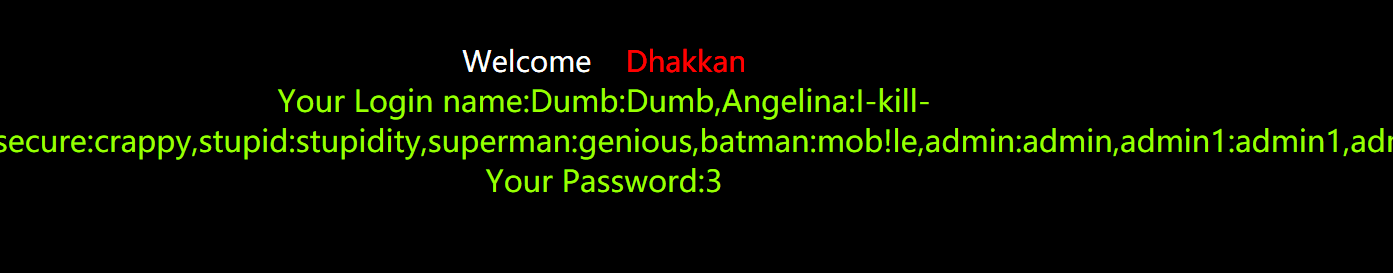 Welcome Dhakkan
Your Login name:Dumb:Dumb,Angelina:I-kill-
secure:crappy,stupid:stupidity,superman:genious,batman:mob!le,admin:admin,admin1:admin1,
Your Password:3